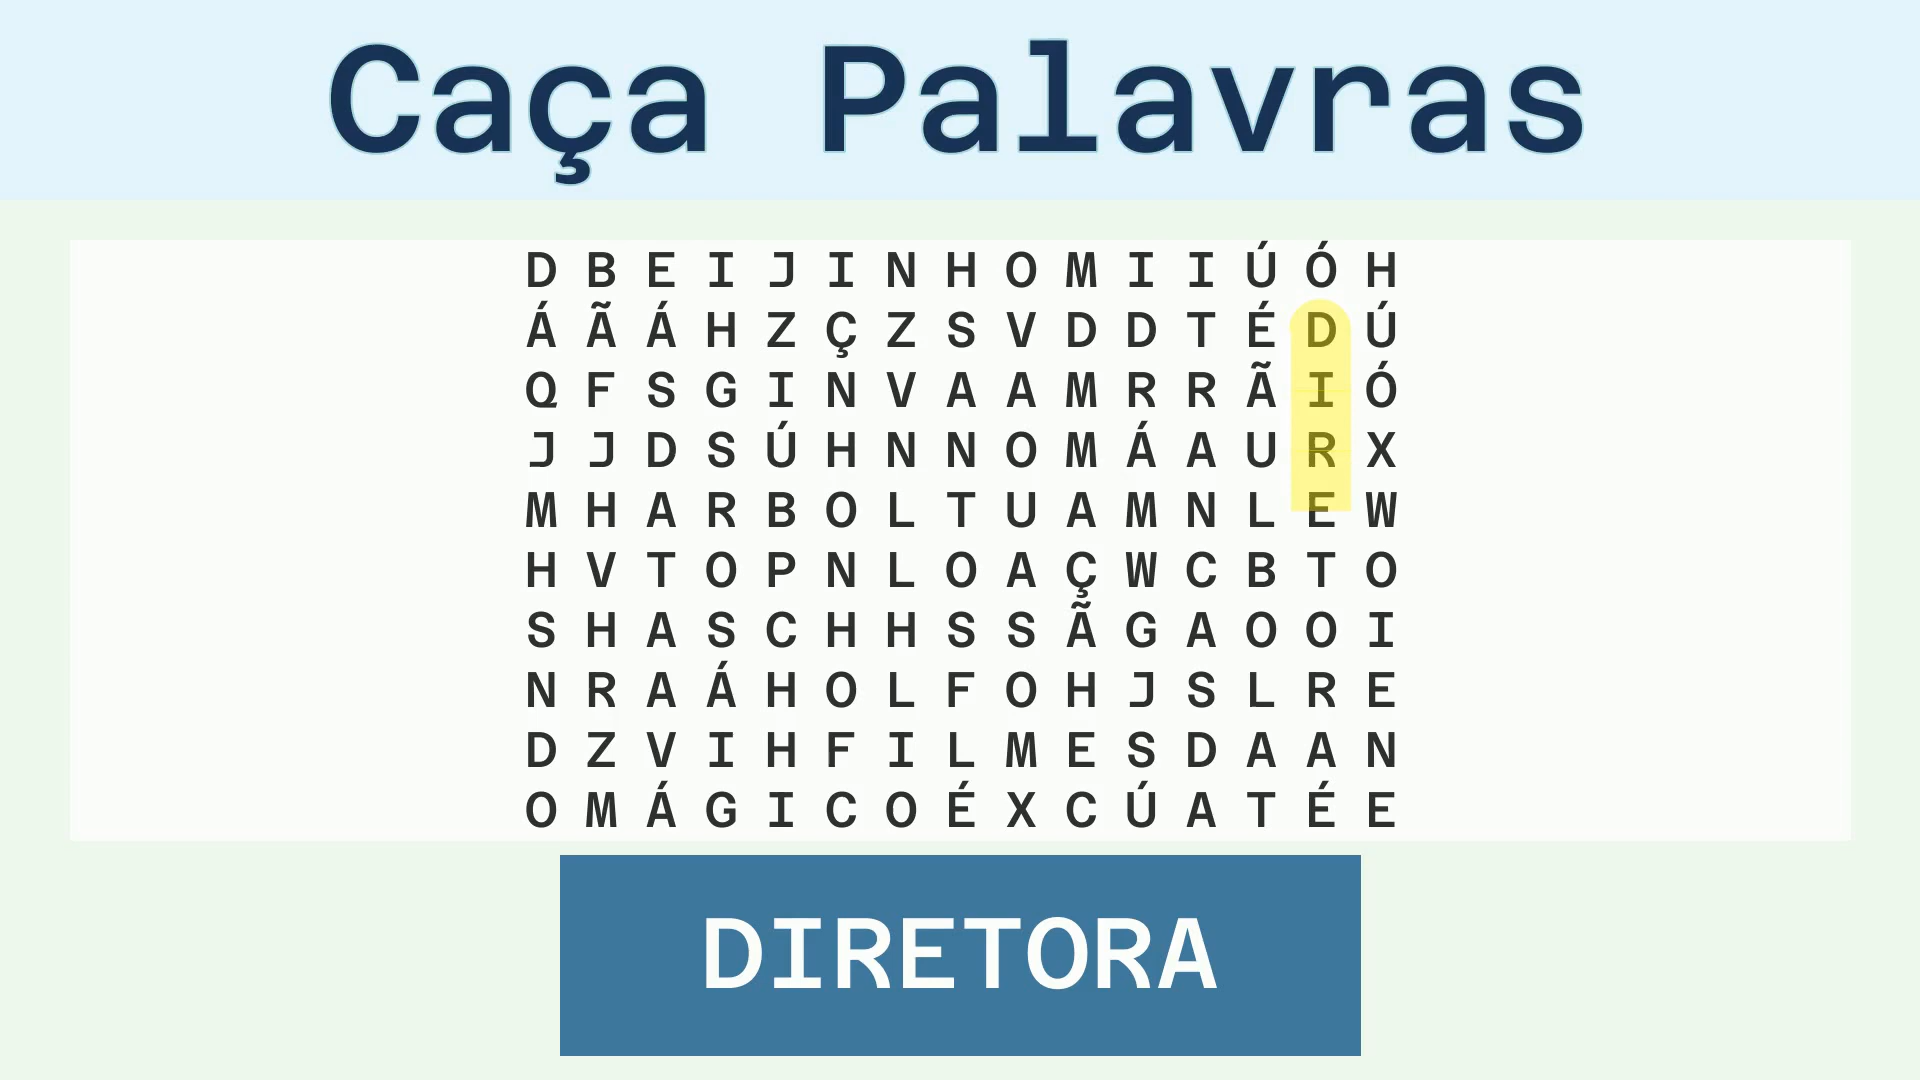 Caça Palavras
D B E I J I N H O M I I Ú Ó H
Á Ã Á H Z Ç Z S V D D T É D Ú
Q F S G I N V A A M R R Ã I Ó
J J D S Ú H N N O M Á A U R X
M H A R B O L T U A M N L E W
H V T O P N L O A Ç W C B T O
S H A S C H H S S Ã G A O O I
N R A Á H O L F O H J S L R E
D Z V I H F I L M E S D A A N
O M Á G I C O É X C Ú A T É E
DIRETORA